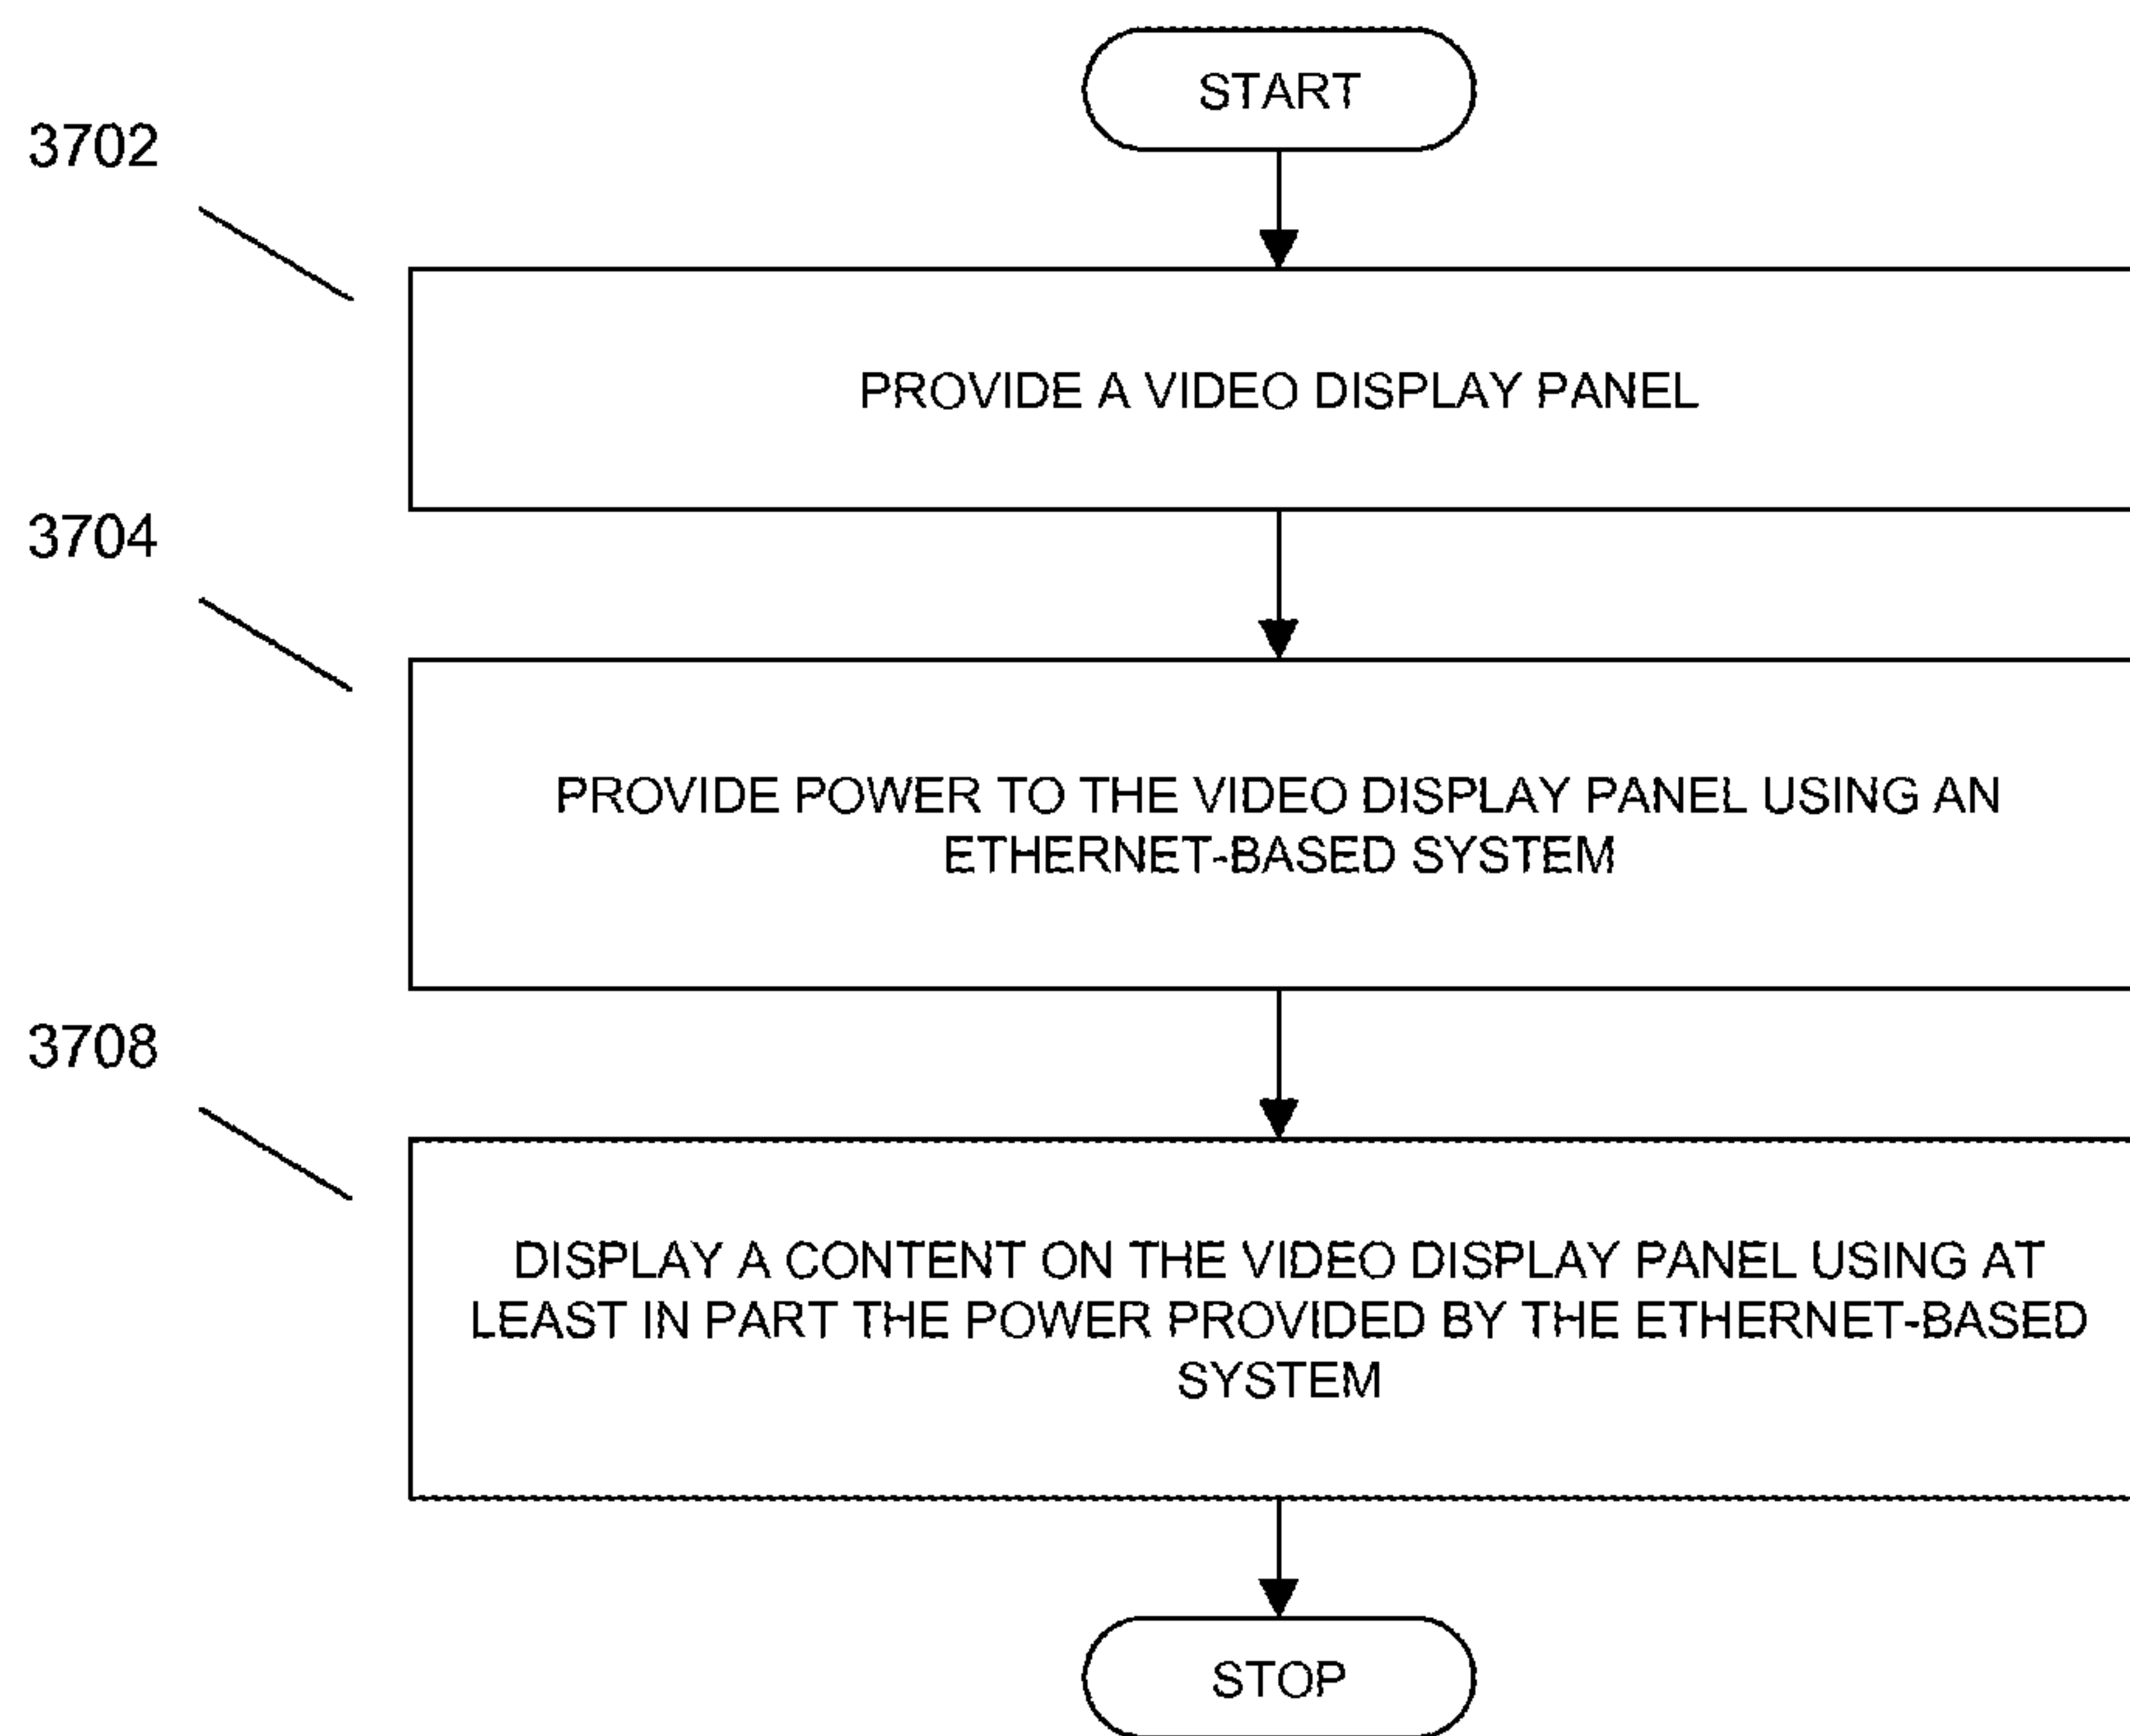 START
3702
PROVIDE A VIDEO DISPLAY PANEL
3704
PROVIDE POWER TO THE VIDEO DISPLAY PANEL USING AN
ETHERNET-BASED SYSTEM
3708
DISPLAY A CONTENT ON THE VIDEO DISPLAY PANEL USING AT
LEAST IN PART THE POWER PROVIDED BY THE ETHERNET-BASED
SYSTEM
STOP